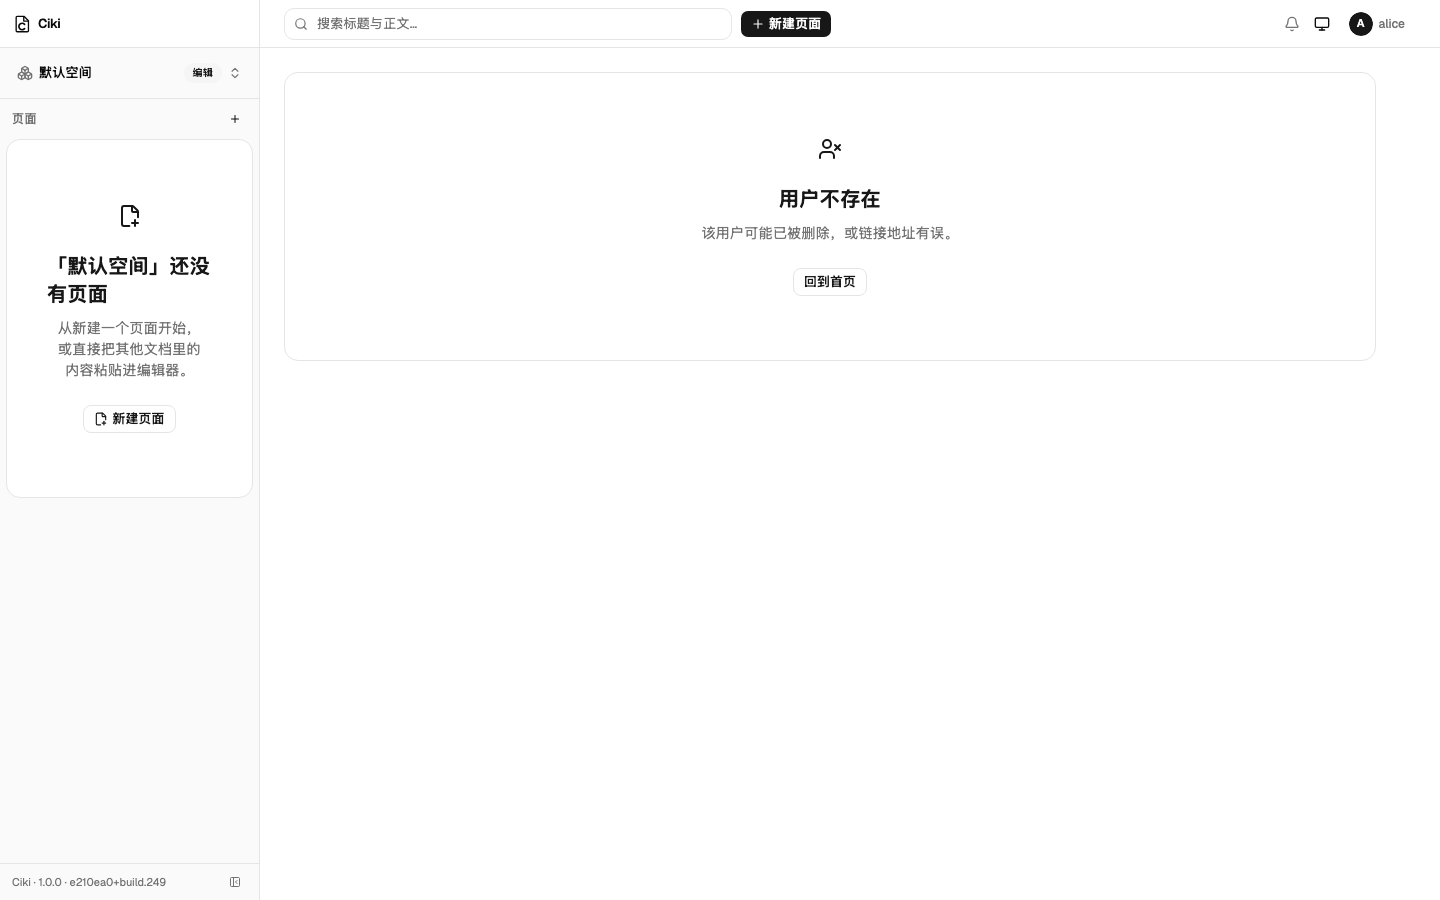 Ciki
搜索标题与正文...
新建页面
A
alice
默认空间
编辑
页面
「默认空间」还没
有页面
从新建一个页面开始，
或直接把其他文档里的
内容粘贴进编辑器。
新建页面
用户不存在
该用户可能已被删除，或链接地址有误。
回到首页
Ciki · 1.0.0 · e210ea0+build.249